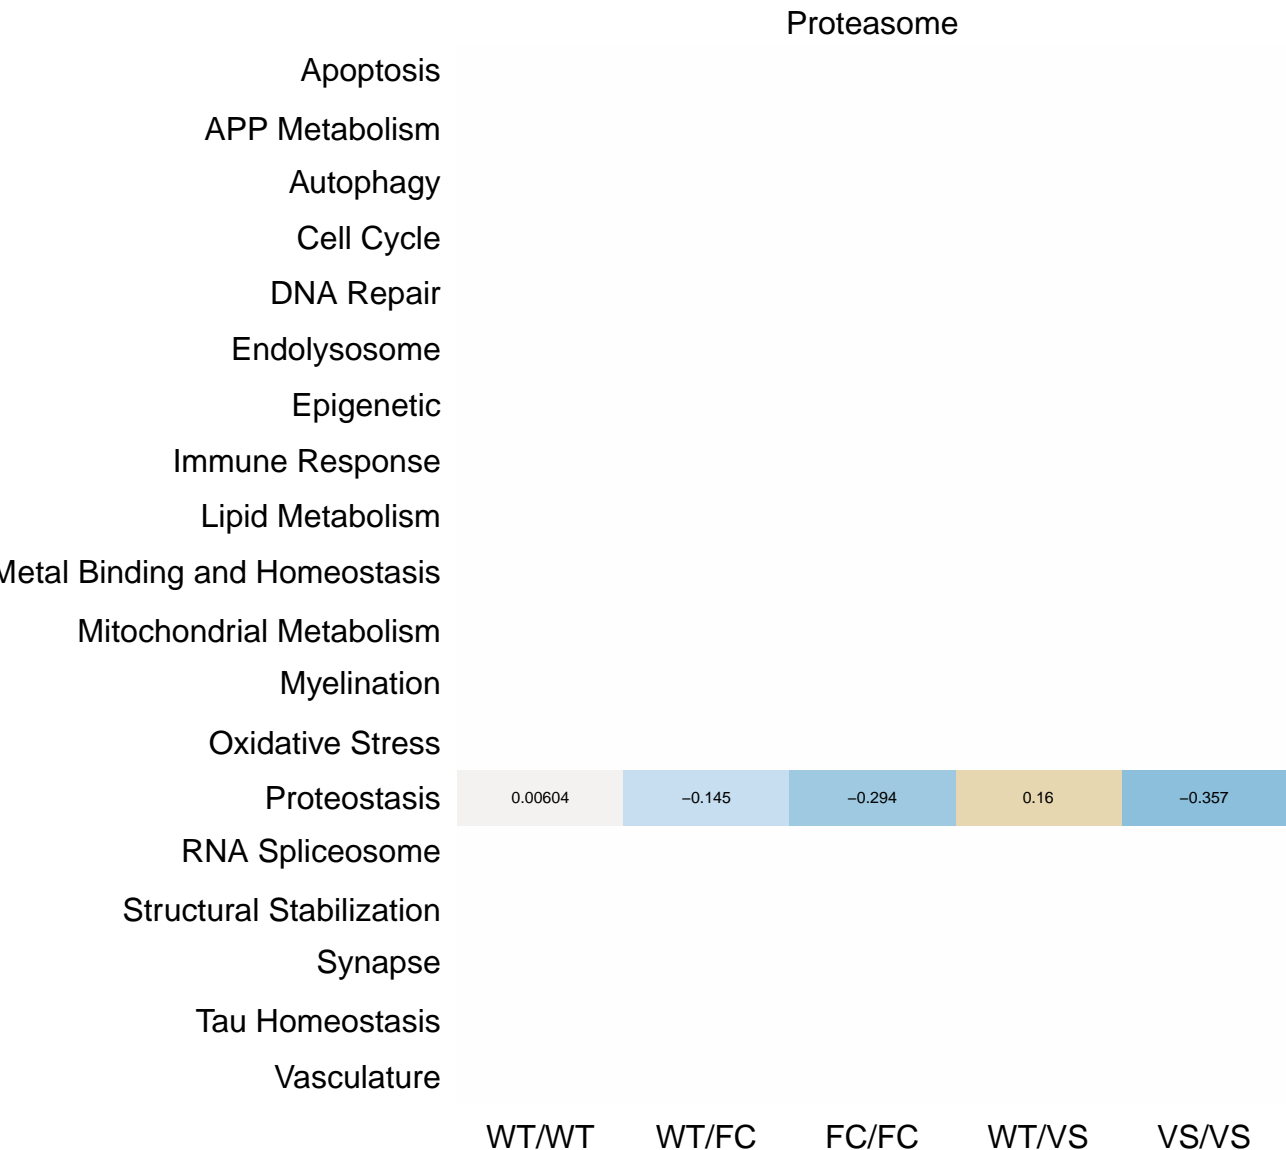 Proteasome
Apoptosis
APP Metabolism
Autophagy
Cell Cycle
DNA Repair
Endolysosome
Epigenetic
Immune Response
Lipid Metabolism
Metal Binding and Homeostasis
Mitochondrial Metabolism
Myelination
Oxidative Stress
Proteostasis 0.00604 −0.145 −0.294 0.16 −0.357
RNA Spliceosome
Structural Stabilization
Synapse
Tau Homeostasis
Vasculature
WT/WT WT/FC FC/FC WT/VS VS/VS